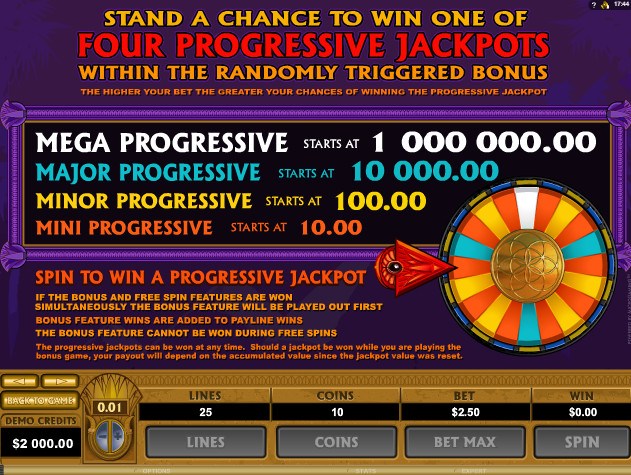 ? 17:44
STAND A CHANCE TO WIN ONE OF
FOUR PROGRESSIVE JACKPOTS
WITHIN THE RANDOMLY TRIGGERED BONUS
THE HIGHER YOUR BET THE GREATER YOUR CHANCES OF WINNING THE PROGRESSIVE JACKPOT
MEGA PROGRESSIVE STARTS AT 1 000 000.00
MAJOR PROGRESSIVE STARTS AT 10 000.00
MINOR PROGRESSIVE STARTS AT 100.00
MINI PROGRESSIVE STARTS AT 10.00
SPIN TO WIN A PROGRESSIVE JACKPOT
IF THE BONUS AND FREE SPIN FEATURES ARE WON
SIMULTANEOUSLY THE BONUS FEATURE WILL BE PLAYED OUT FIRST
BONUS FEATURE WINS ARE ADDED TO PAYLINE WINS
THE BONUS FEATURE CANNOT BE WON DURING FREE SPINS
The progressive jackpots can be won at any time. Should a jackpot be won while you are playing the
bonus game, your payout will depend on the accumulated value since the jackpot value was reset.
BACK TO GAME
DEMO CREDITS
$2 000.00
0.01
LINES COINS BET WIN
25 10 $2.50 $0.00
LINES COINS BET MAX SPIN
OPTIONS STATS EXPERT